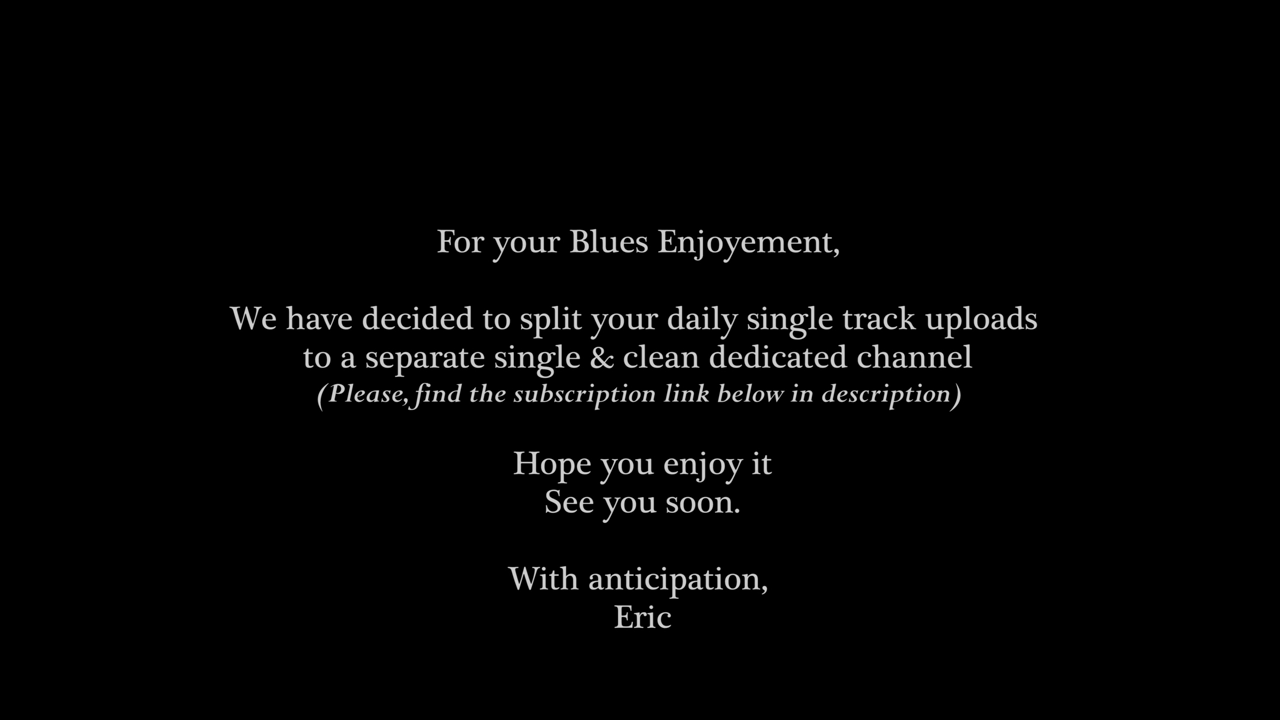 For your Blues Enjoyement,
We have decided to split your daily single track uploads
to a separate single & clean dedicated channel
(Please, find the subscription link below in description)
Hope you enjoy it
See you soon.
With anticipation,
Eric